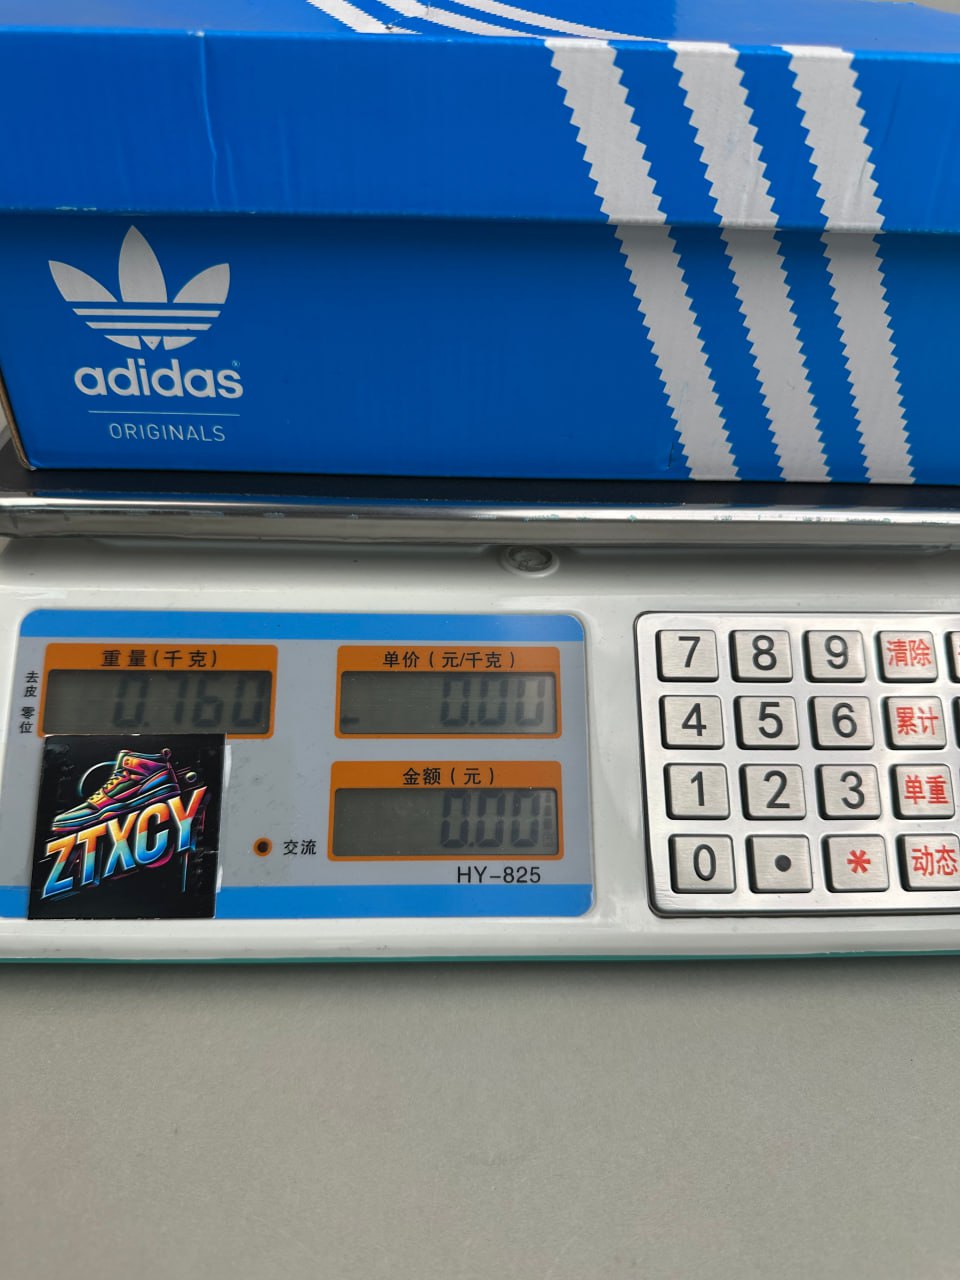 adidas
ORIGINALS
重量(千克)
单价(元/千克)
去皮
零位
0.760
0.00
金额(元)
0.00
交流
HY-825
ZTXCY
7 8 9 清除
4 5 6 累计
1 2 3 单重
0 • * 动态